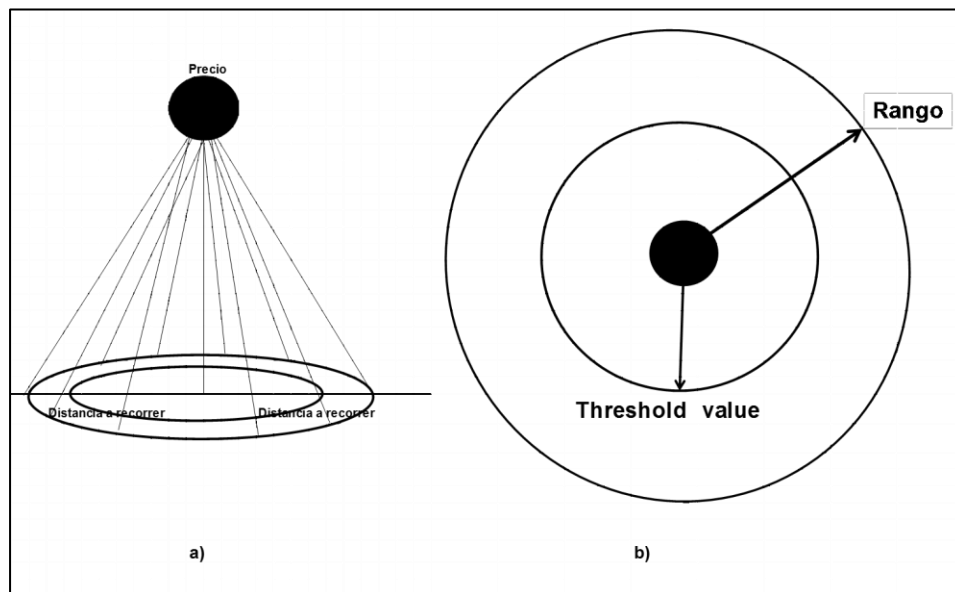 Precio
Distancia a recorrer
Distancia a recorrer
a)
Rango
Threshold value
b)